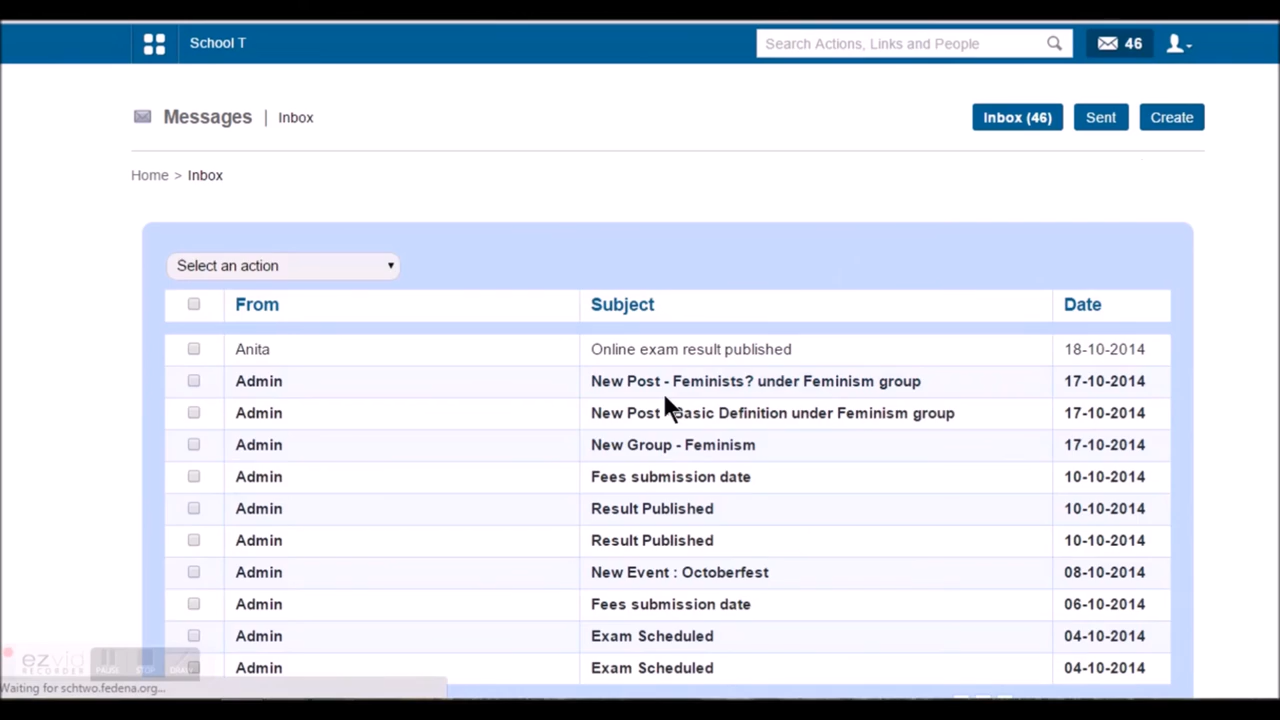 School T
Search Actions, Links and People
46
Messages | Inbox
Inbox (46)
Sent
Create
Home > Inbox
Select an action
From Subject Date
Anita Online exam result published 18-10-2014
Admin New Post - Feminists? under Feminism group 17-10-2014
Admin New Post - Basic Definition under Feminism group 17-10-2014
Admin New Group - Feminism 17-10-2014
Admin Fees submission date 10-10-2014
Admin Result Published 10-10-2014
Admin Result Published 10-10-2014
Admin New Event : Octoberfest 08-10-2014
Admin Fees submission date 06-10-2014
Admin Exam Scheduled 04-10-2014
Admin Exam Scheduled 04-10-2014
ezvid
RECORDER
PAUSE STOP DRAW
Waiting for schtwo.fedena.org...